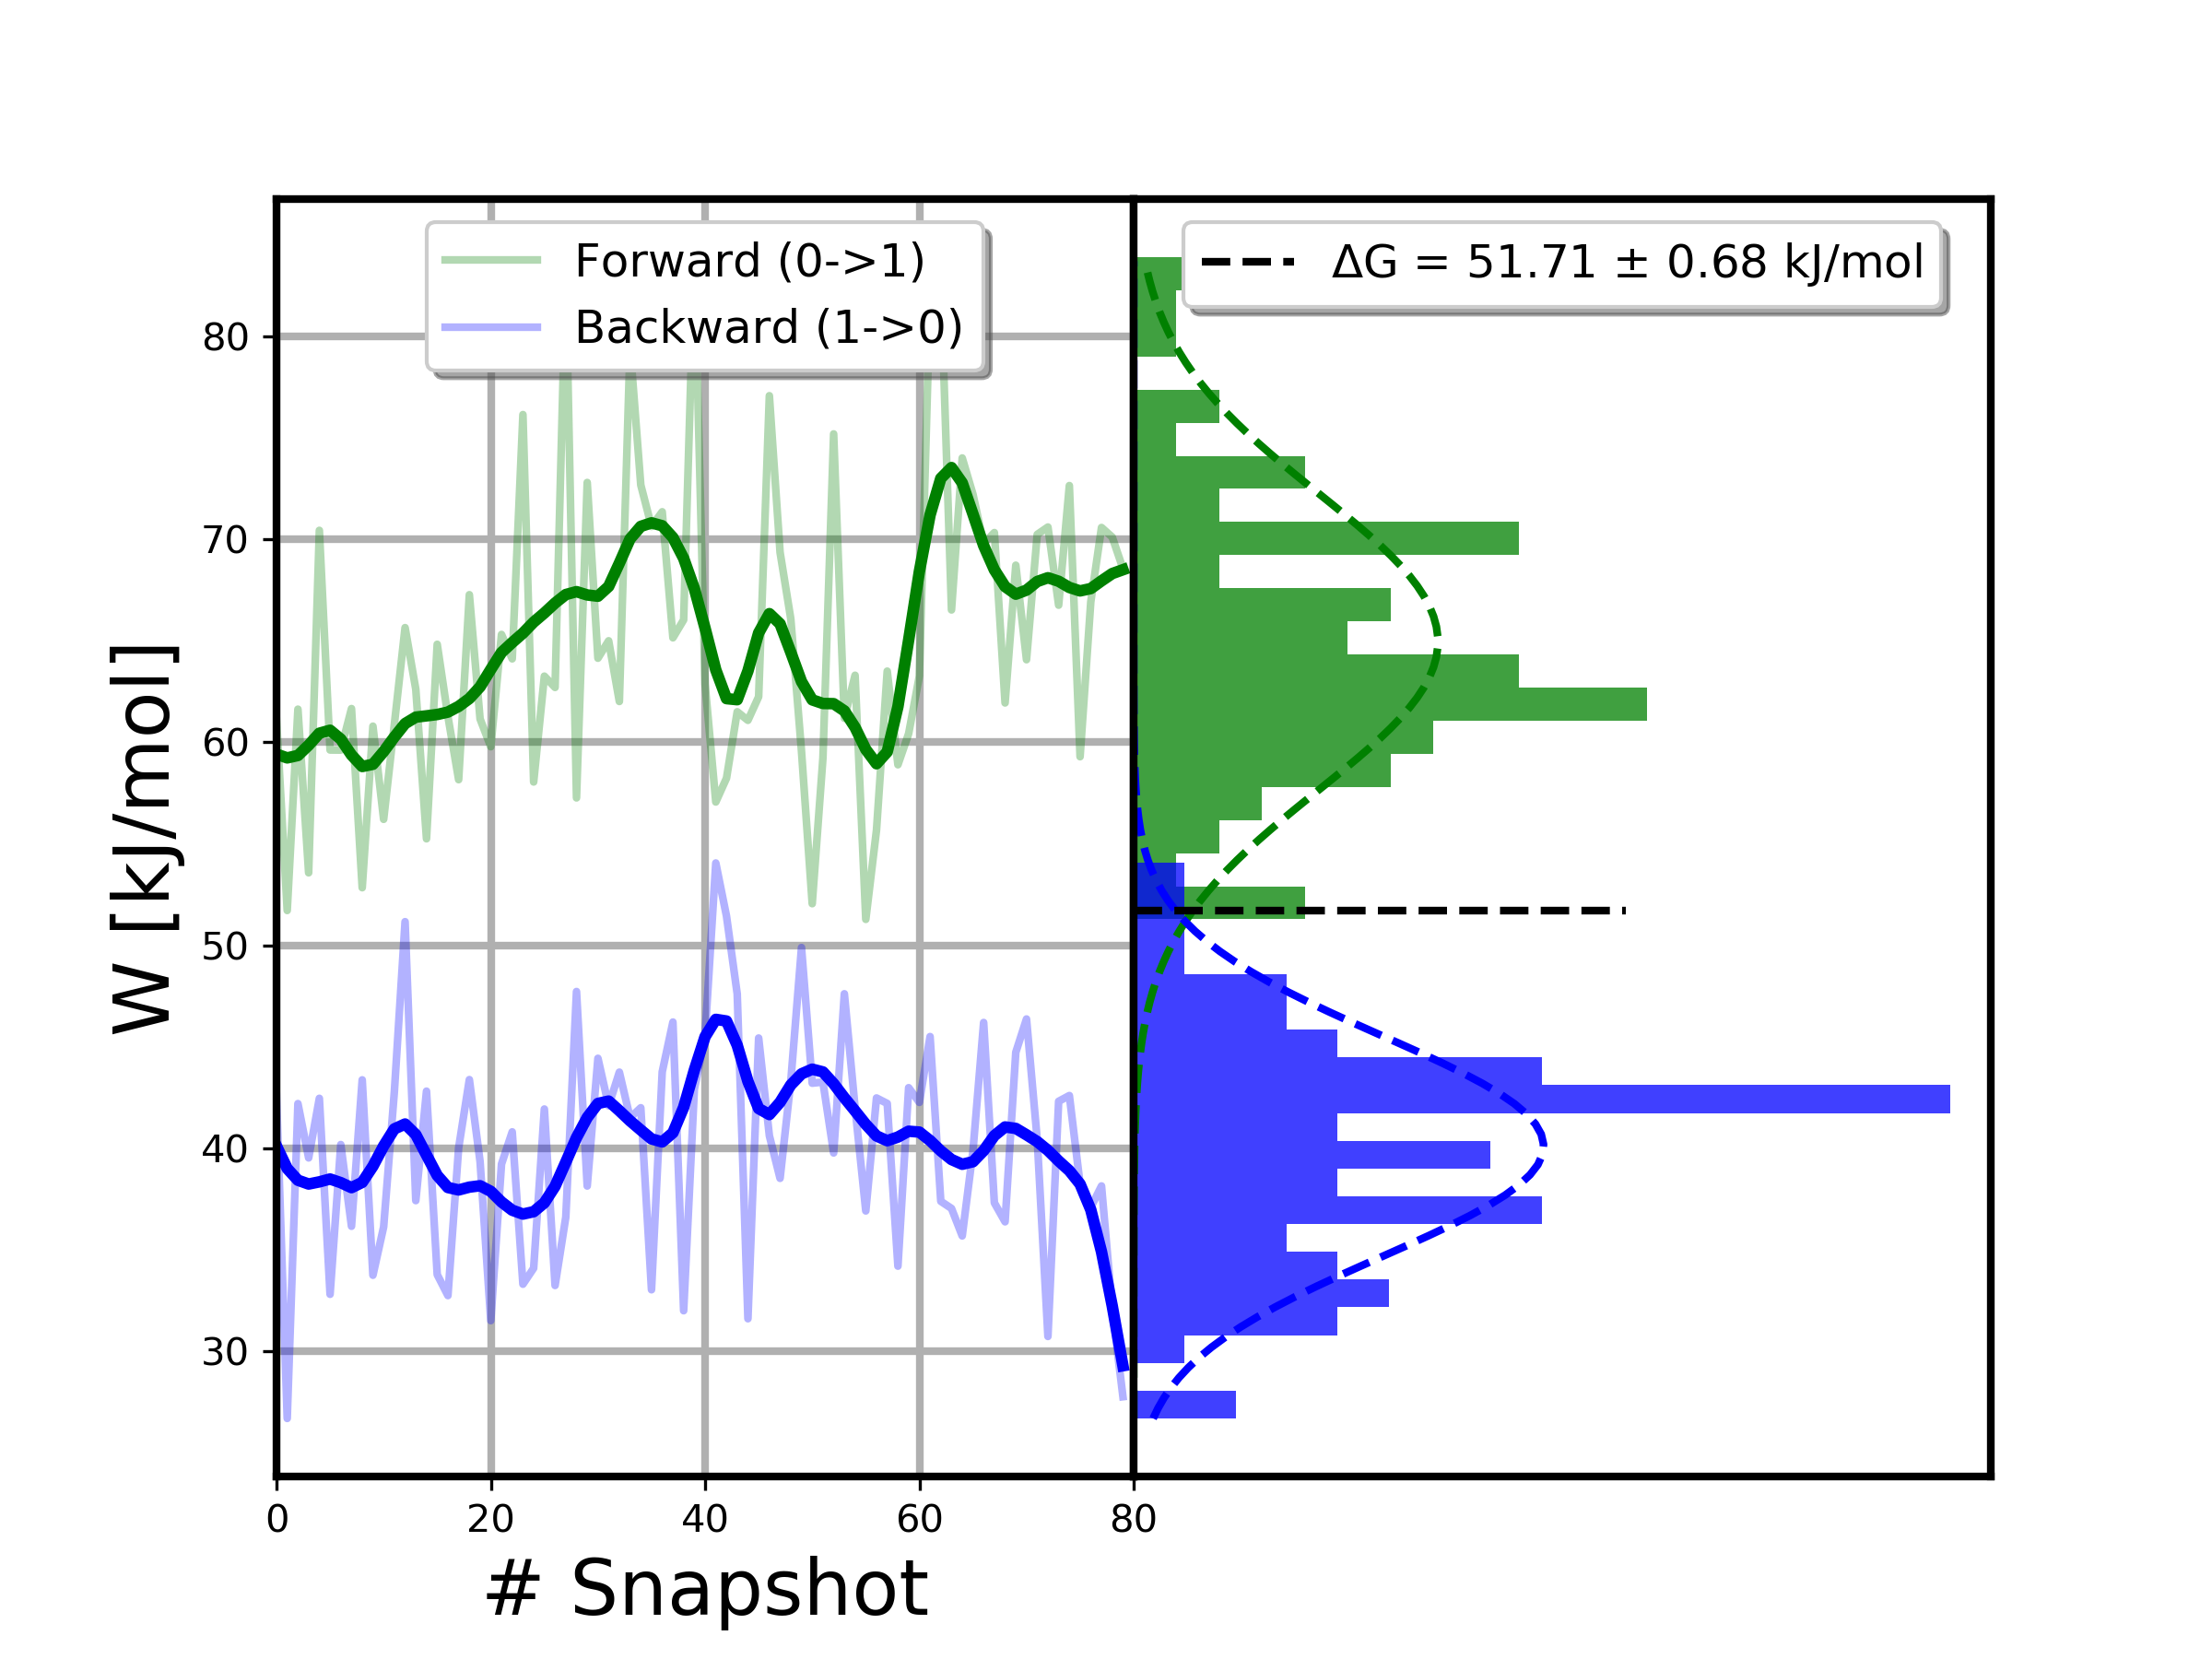 Forward (0->1)
Backward (1->0)
ΔG = 51.71 ± 0.68 kJ/mol
80
70
60
50
40
30
W [kJ/mol]
0 20 40 60 80
# Snapshot